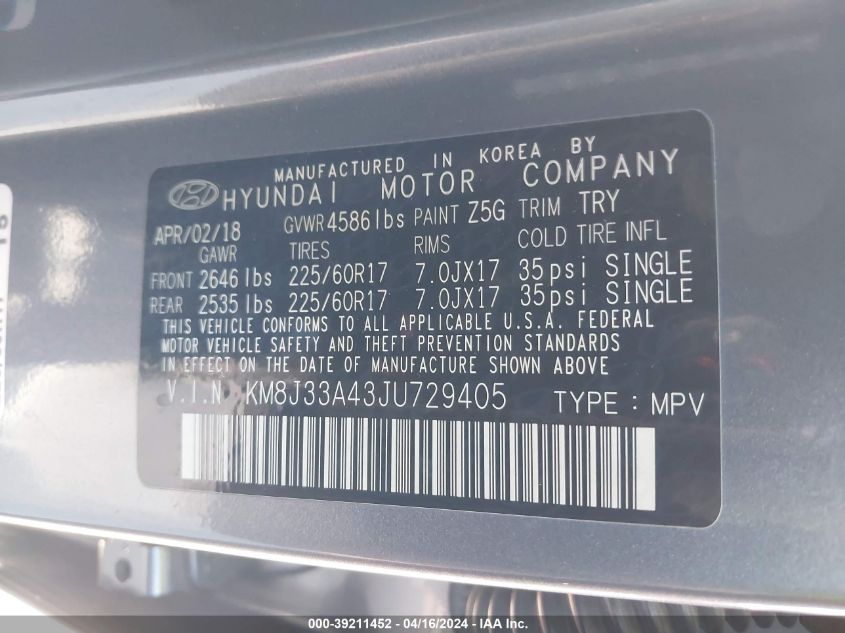 MANUFACTURED IN KOREA BY
HYUNDAI MOTOR COMPANY
APR/02/18 GVWR 4586 lbs PAINT Z5G TRIM TRY
GAWR TIRES RIMS COLD TIRE INFL
FRONT 2646 lbs 225/60R17 7.0JX17 35psi SINGLE
REAR 2535 lbs 225/60R17 7.0JX17 35psi SINGLE
THIS VEHICLE CONFORMS TO ALL APPLICABLE U.S.A. FEDERAL
MOTOR VEHICLE SAFETY AND THEFT PREVENTION STANDARDS
IN EFFECT ON THE DATE OF MANUFACTURE SHOWN ABOVE
V.I.N. KM8J33A43JU729405 TYPE : MPV
000-39211452 - 04/16/2024 - IAA Inc.